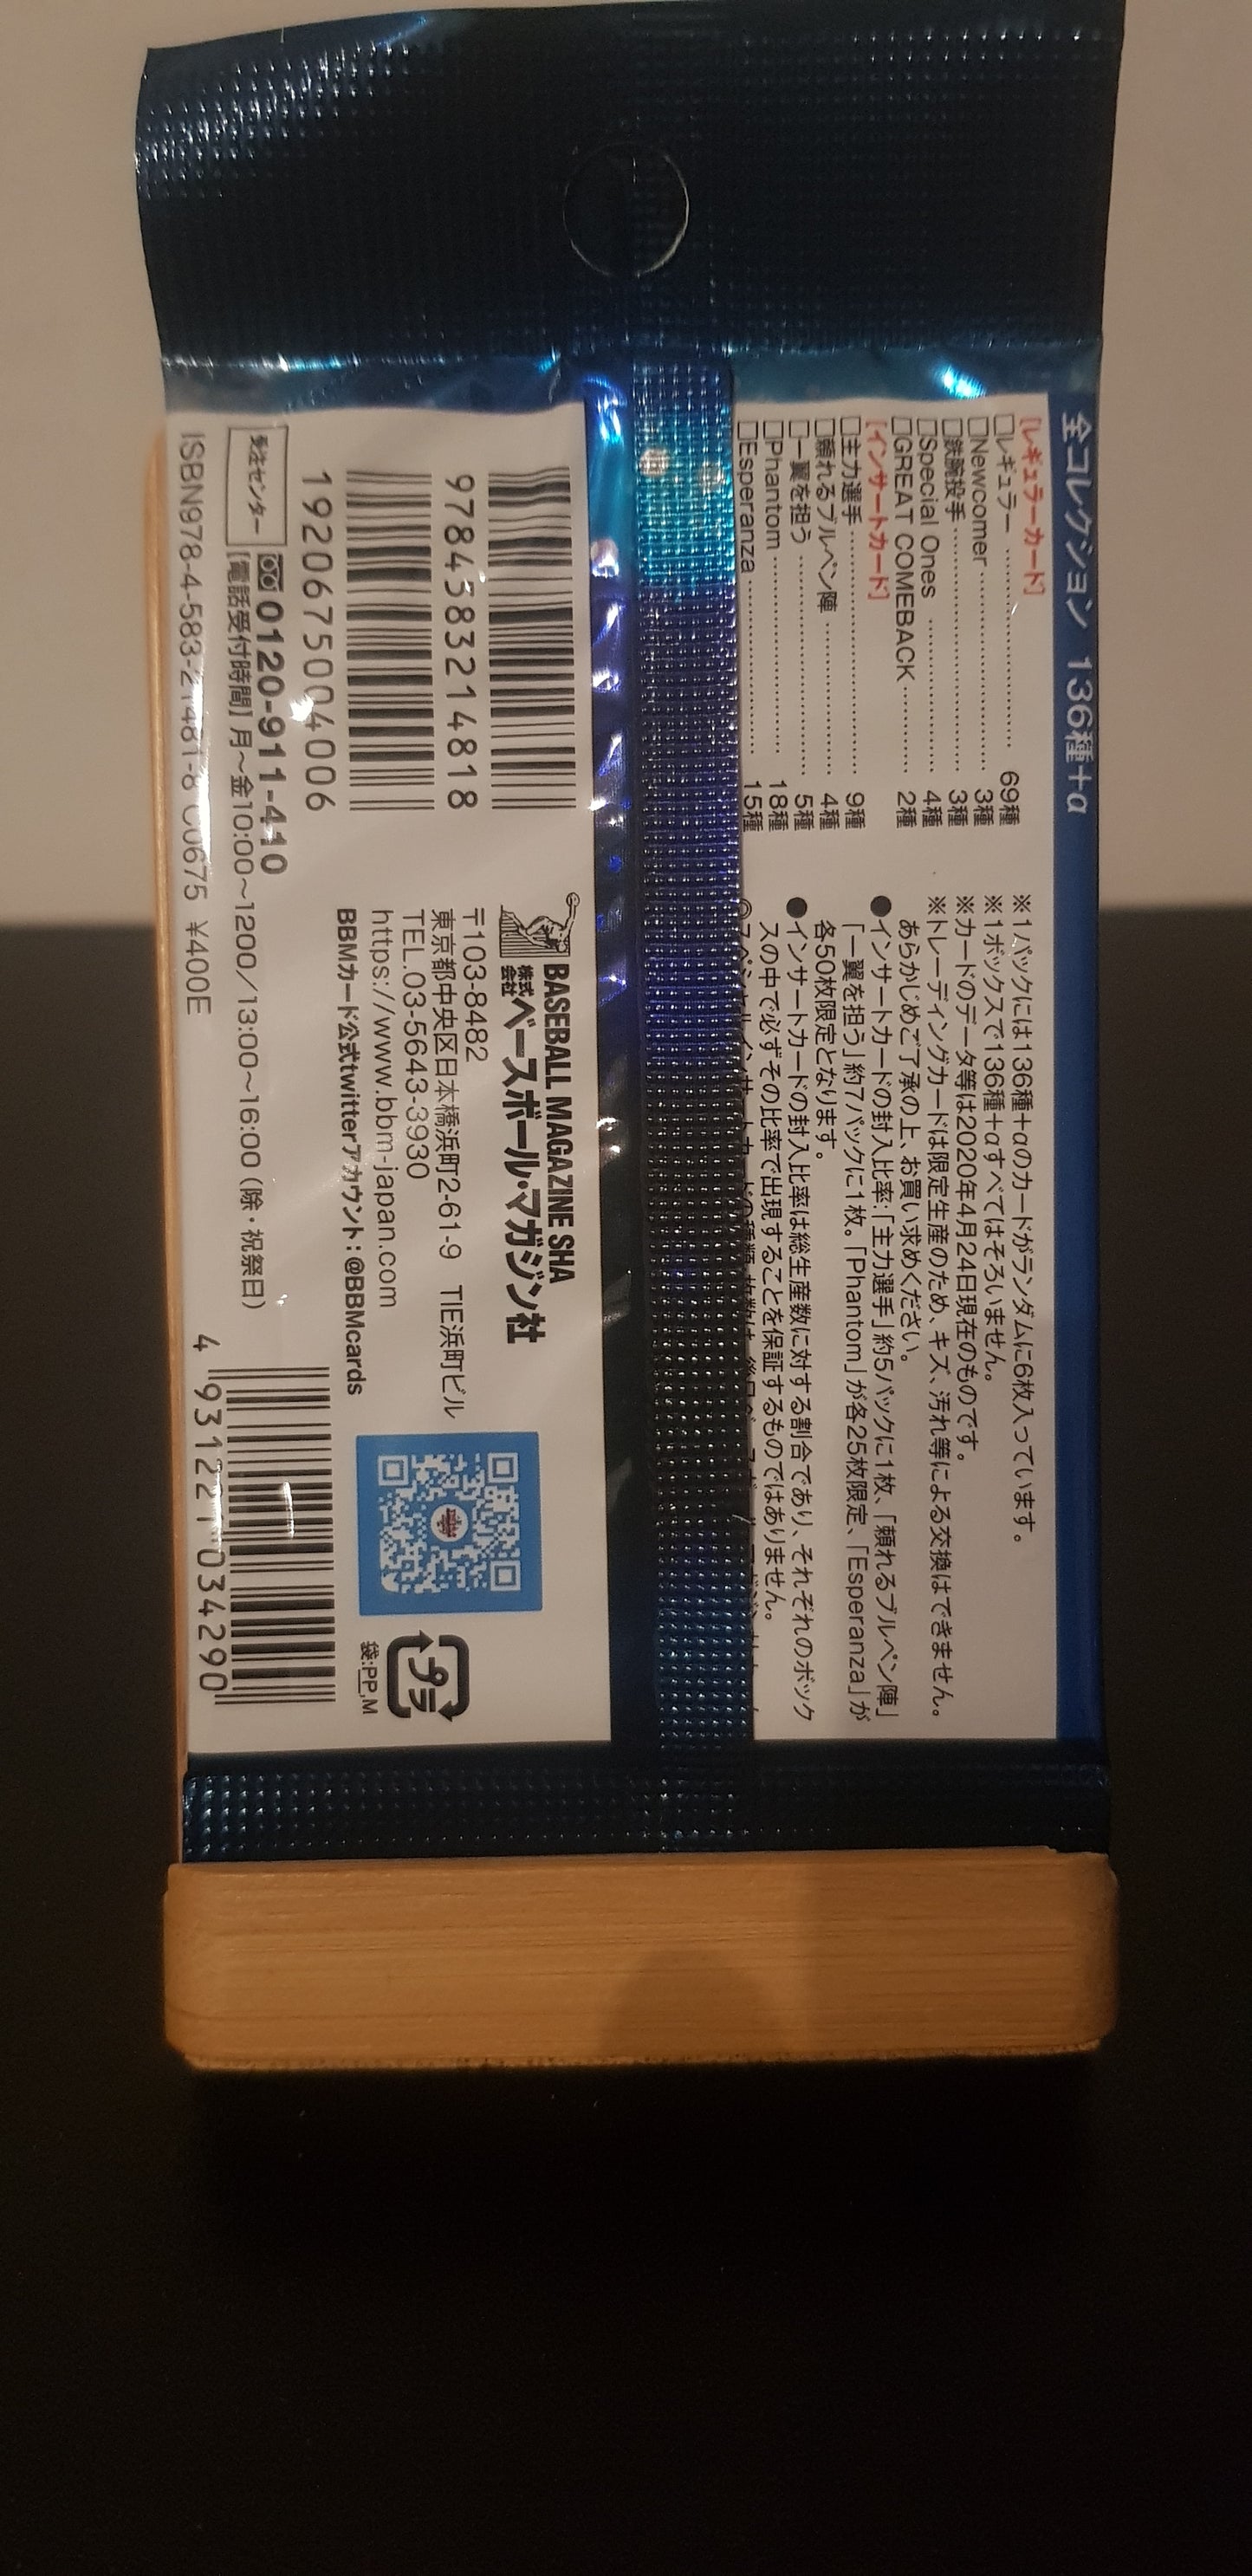 全コレクション 136種+α
[レギュラーカード]
□レギュラー …………………… 69種
□Newcomer …………………… 3種
□鉄腕投手 …………………… 3種
□Special Ones …………………… 4種
□GREAT COMEBACK ………… 2種
[インサートカード]
□主力選手 …………………… 9種
□頼れるブルペン陣 …………………… 4種
□一翼を担う …………………… 5種
□Phantom …………………… 18種
□Esperanza …………………… 15種
※1パックには136種+αのカードがランダムに6枚入っています。
※1ボックスで136種+αすべてはそろいません。
※カードのデータ等は2020年4月24日現在のものです。
※トレーディングカードは限定生産のため、キズ、汚れ等による交換はできません。
あらかじめご了承の上、お買い求めください。
●インサートカードの封入比率:「主力選手」約5パックに1枚、「頼れるブルペン陣」
「一翼を担う」約7パックに1枚。「Phantom」が各25枚限定、「Esperanza」が
各50枚限定となります。
●インサートカードの封入比率は総生産数に対する割合であり、それぞれのボック
スの中で必ずその比率で出現することを保証するものではありません。
9784583214818
1920675004006
受注センター
0120-911-410
[電話受付時間] 月～金10:00～1200/13:00～16:00 (除・祝祭日)
ISBN978-4-583-21481-8 C0675 ¥400E
BASEBALL MAGAZINE SHA
株式会社 ベースボール・マガジン社
〒103-8482
東京都中央区日本橋浜町2-61-9 TIE浜町ビル
TEL.03-5643-3930
https://www.bbm-japan.com
BBMカード公式twitterアカウント:@BBMcards
プラ
袋:PP,M
4 931221 034290